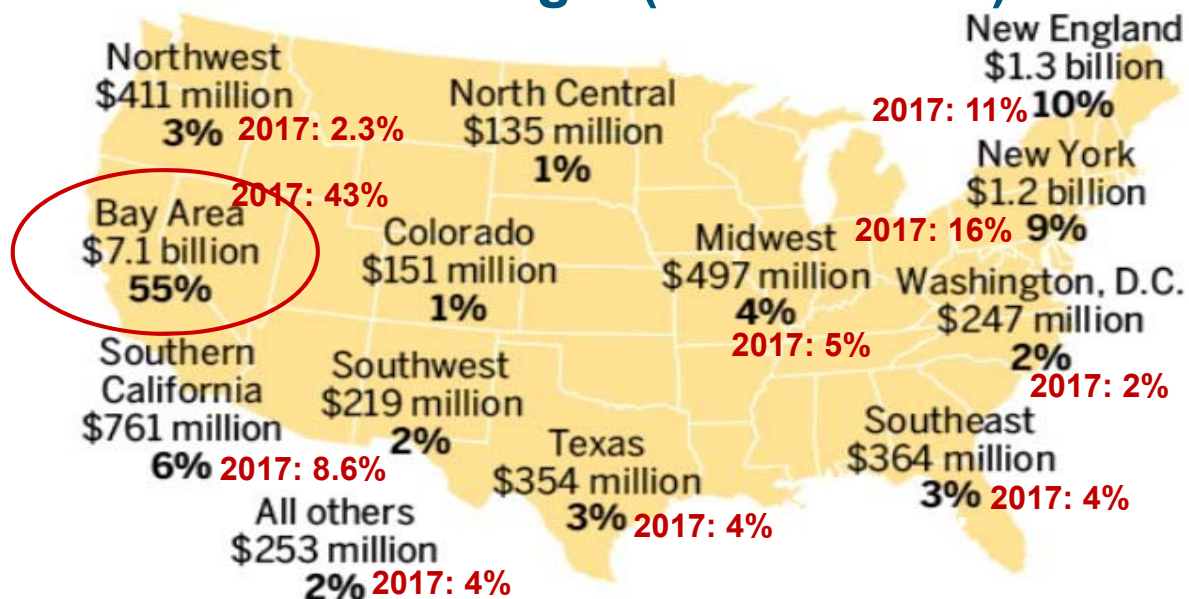 Northwest
$411 million
3% 2017: 2.3%
North Central
$135 million
1%
New England
$1.3 billion
2017: 11% 10%
New York
$1.2 billion
2017: 16% 9%
2017: 43%
Bay Area
$7.1 billion
55%
Colorado
$151 million
1%
Midwest
$497 million
4%
2017: 5%
Washington, D.C.
$247 million
2%
2017: 2%
Southern
California
$761 million
6% 2017: 8.6%
Southwest
$219 million
2%
Texas
$354 million
3% 2017: 4%
Southeast
$364 million
3% 2017: 4%
All others
$253 million
2% 2017: 4%